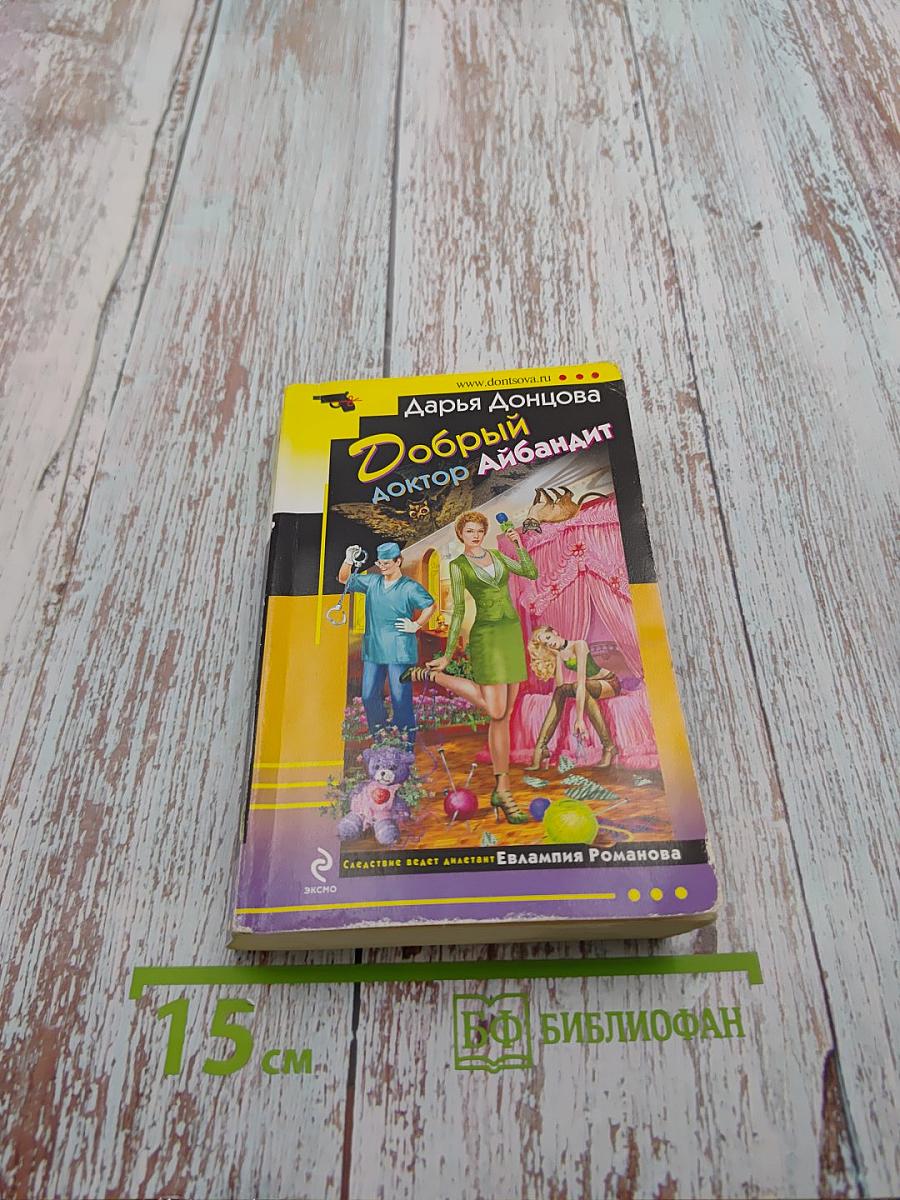 www.dontsova.ru
Дарья Донцова
Добрый
доктор Айбандит
Следствие ведет дилетант Евлампия Романова
ЭКСМО
15 см
БФ БИБЛИОФАН